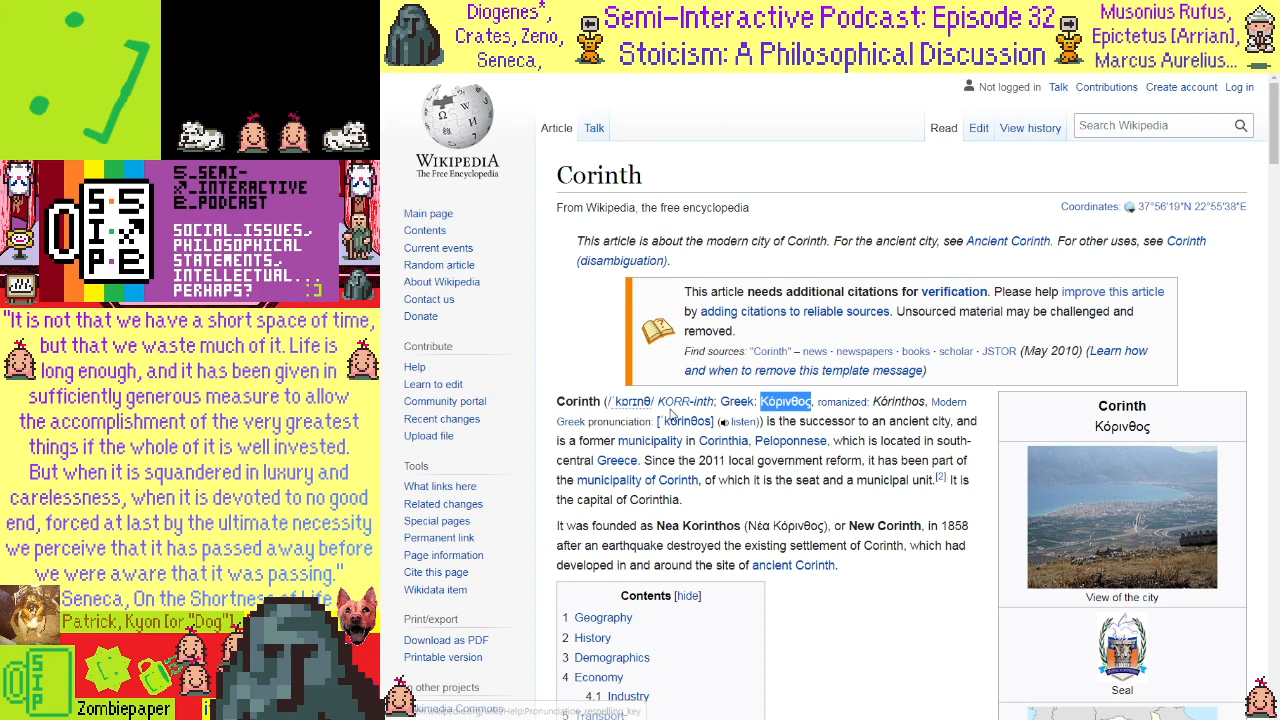 Diogenes*,
Crates, Zeno,
Seneca,
Semi-Interactive Podcast: Episode 32
Stoicism: A Philosophical Discussion
Musonius Rufus,
Epictetus [Arrian],
Marcus Aurelius...
S_SEMI-
_INTERACTIVE
_PODCAST
SOCIAL_ISSUES,
PHILOSOPHICAL
STATEMENTS,
INTELLECTUAL...
PERHAPS? :J
"It is not that we have a short space of time,
but that we waste much of it. Life is
long enough, and it has been given in
sufficiently generous measure to allow
the accomplishment of the very greatest
things if the whole of it is well invested.
But when it is squandered in luxury and
carelessness, when it is devoted to no good
end, forced at last by the ultimate necessity
we perceive that it has passed away before
we were aware that it was passing."
Seneca, On the Shortness of Life
Patrick, Kyon [or "Dog"]
SIP
Zombiepaper
WIKIPEDIA
The Free Encyclopedia
Main page
Contents
Current events
Random article
About Wikipedia
Contact us
Donate
Contribute
Help
Learn to edit
Community portal
Recent changes
Upload file
Tools
What links here
Related changes
Special pages
Permanent link
Page information
Cite this page
Wikidata item
Print/export
Download as PDF
Printable version
In other projects
Wikimedia Commons
Not logged in Talk Contributions Create account Log in
Article Talk Read Edit View history Search Wikipedia
Corinth
From Wikipedia, the free encyclopedia
Coordinates: 37°56′19″N 22°55′38″E
This article is about the modern city of Corinth. For the ancient city, see Ancient Corinth. For other uses, see Corinth
(disambiguation).
This article needs additional citations for verification. Please help improve this article
by adding citations to reliable sources. Unsourced material may be challenged and
removed.
Find sources: "Corinth" – news · newspapers · books · scholar · JSTOR (May 2010) (Learn how
and when to remove this template message)
Corinth (/ˈkɒrɪnθ/ KORR-inth; Greek: Κόρινθος, romanized: Kórinthos, Modern
Greek pronunciation: [ˈkorinθos] (listen)) is the successor to an ancient city, and
is a former municipality in Corinthia, Peloponnese, which is located in south-
central Greece. Since the 2011 local government reform, it has been part of
the municipality of Corinth, of which it is the seat and a municipal unit.[2] It is
the capital of Corinthia.
It was founded as Nea Korinthos (Νέα Κόρινθος), or New Corinth, in 1858
after an earthquake destroyed the existing settlement of Corinth, which had
developed in and around the site of ancient Corinth.
Contents [hide]
1 Geography
2 History
3 Demographics
4 Economy
4.1 Industry
5 Transport
Corinth
Κόρινθος
View of the city
Seal
wikipedia.org/wiki/Help:Pronunciation_respelling_key